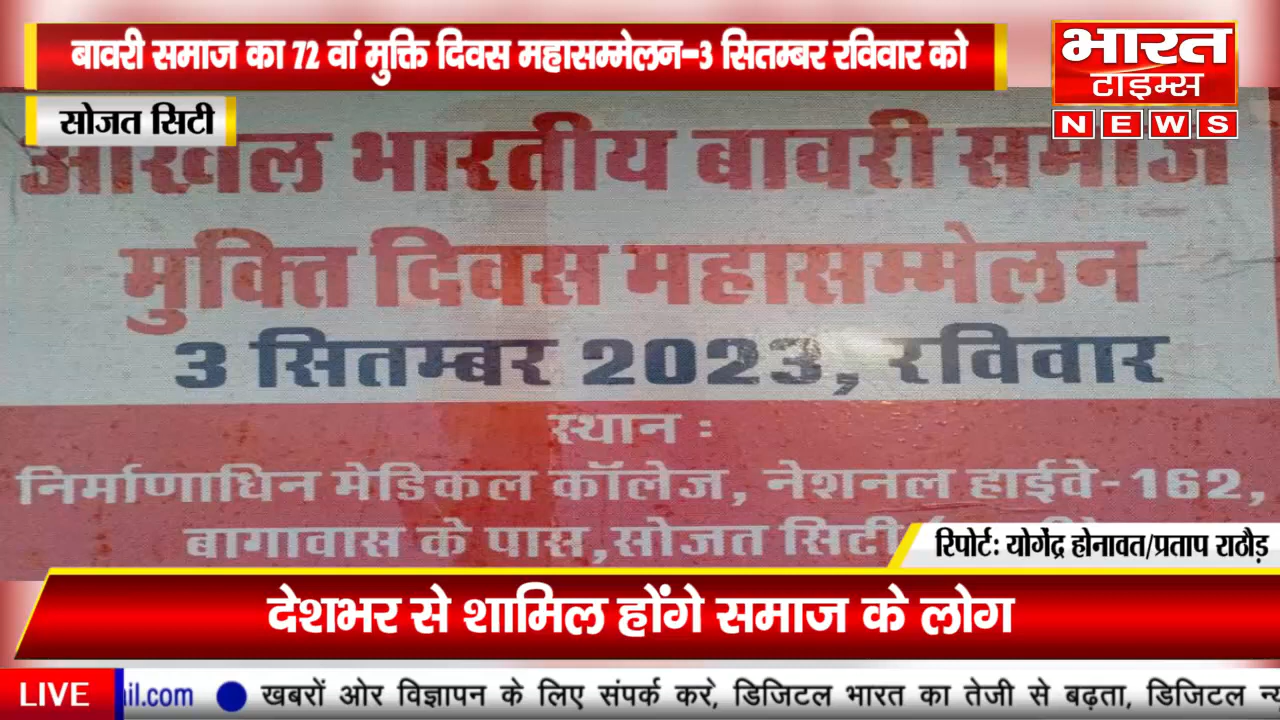 बावरी समाज का 72 वां मुक्ति दिवस महासम्मेलन-3 सितम्बर रविवार को
भारत
टाइम्स
NEWS
सोजत सिटी
अखिल भारतीय बावरी समाज
मुक्ति दिवस महासम्मेलन
3 सितम्बर 2023, रविवार
स्थान :
निर्माणाधिन मेडिकल कॉलेज, नेशनल हाईवे-162,
बागावास के पास, सोजत सिटी
रिपोर्ट: योगेंद्र होनावत/प्रताप राठौड़
देशभर से शामिल होंगे समाज के लोग
LIVE
il.com ● खबरों ओर विज्ञापन के लिए संपर्क करे, डिजिटल भारत का तेजी से बढ़ता, डिजिटल